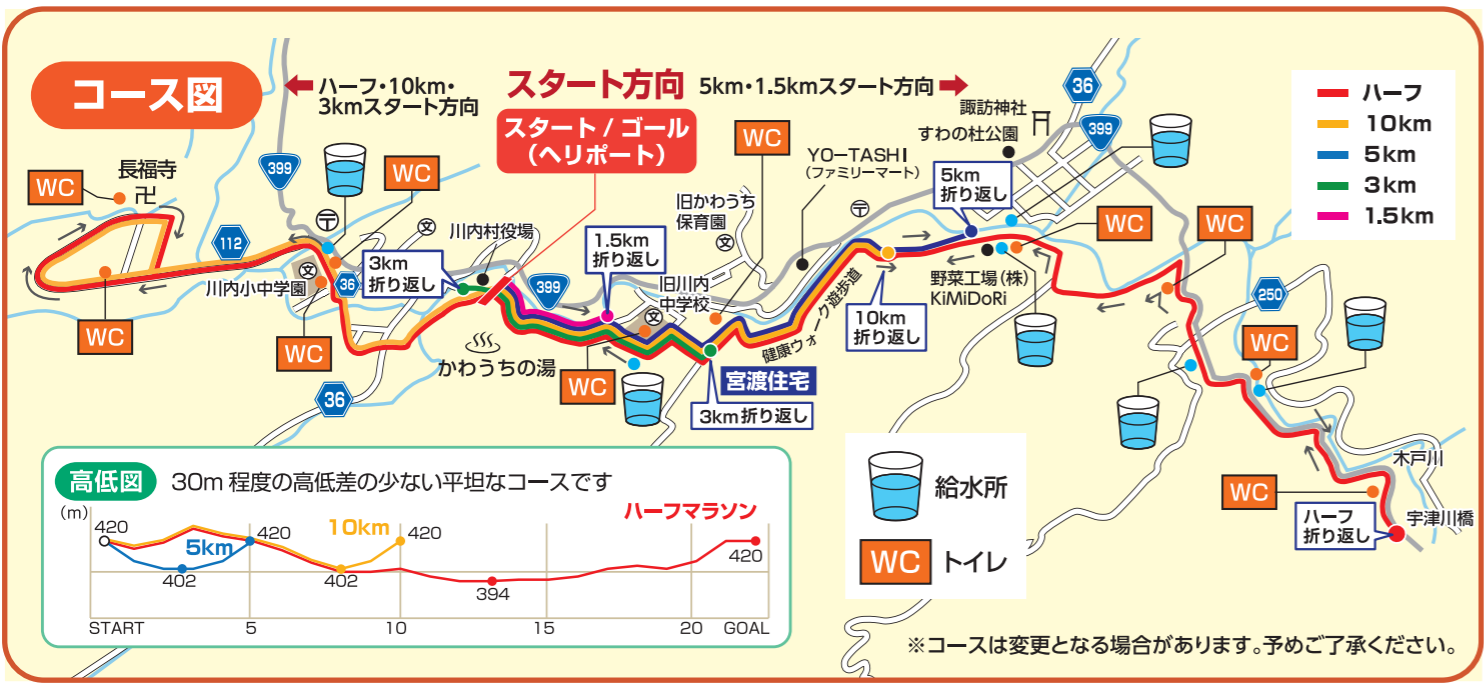 コース図
ハーフ・10km・
3kmスタート方向
スタート方向
5km・1.5kmスタート方向
スタート / ゴール
（ヘリポート）
ハーフ
10km
5km
3km
1.5km
36
399
諏訪神社
すわの杜公園
YO-TASHI
（ファミリーマート）
5km
折り返し
WC
長福寺
卍
WC
399
WC
〒
文
112
川内小中学園
文
36
WC
WC
3km
折り返し
川内村役場
1.5km
折り返し
399
旧かわうち
保育園
文
WC
〒
旧川内
中学校
文
かわうちの湯
36
WC
宮渡住宅
3km折り返し
健康ウォーク遊歩道
10km
折り返し
野菜工場（株）
KiMiDoRi
WC
WC
250
WC
WC
木戸川
宇津川橋
ハーフ
折り返し
給水所
WC
トイレ
高低図
30m 程度の高低差の少ない平坦なコースです
(m)
420
5km
402
420
10km
402
420
ハーフマラソン
394
420
START
5
10
15
20
GOAL
※コースは変更となる場合があります。予めご了承ください。